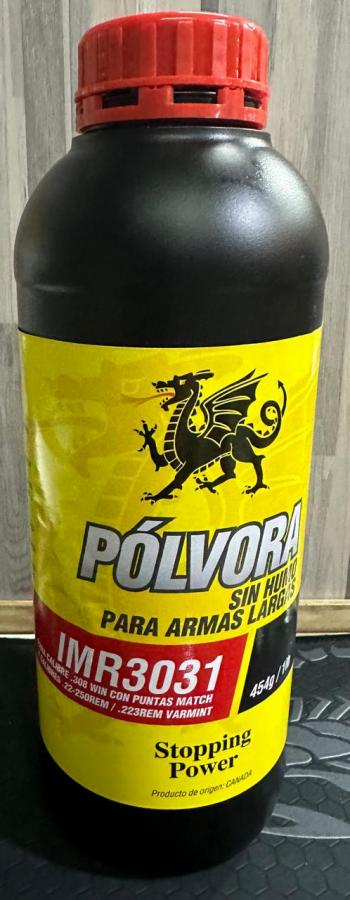 PÓLVORA
SIN HUMO
PARA ARMAS LARGAS
IMR3031
CALIBRE .308 WIN CON PUNTAS MATCH
.22-250REM / .223REM VARMINT
454g /
Stopping
Power
Producto de origen: CANADA